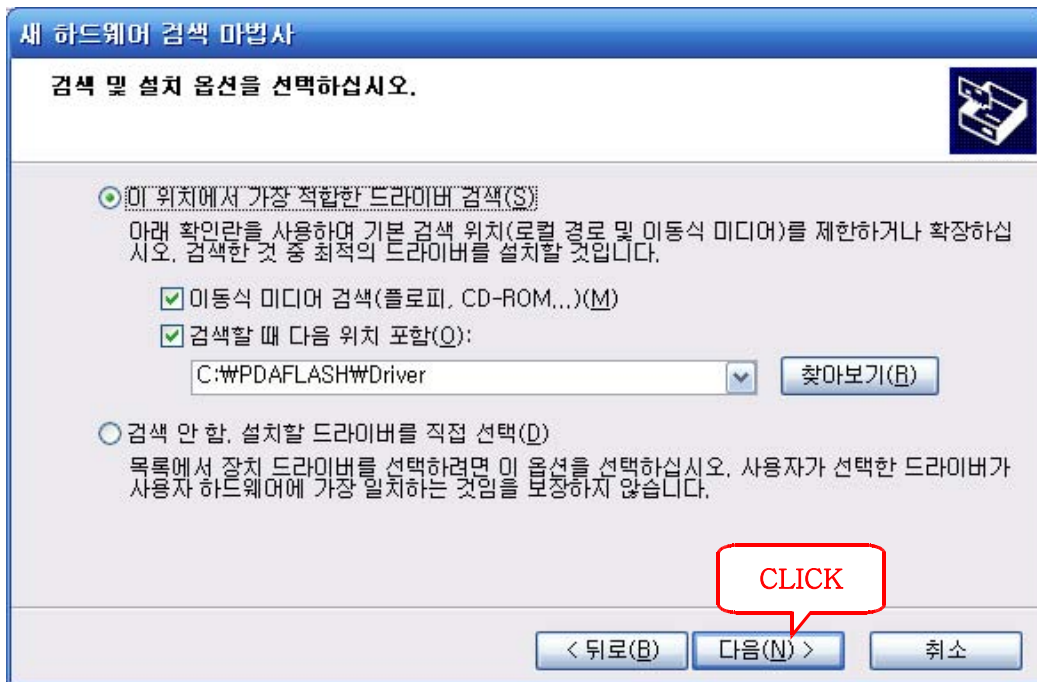 새 하드웨어 검색 마법사
검색 및 설치 옵션을 선택하십시오.
이 위치에서 가장 적합한 드라이버 검색(S)
아래 확인란을 사용하여 기본 검색 위치(로컬 경로 및 이동식 미디어)를 제한하거나 확장하십
시오. 검색한 것 중 최적의 드라이버를 설치할 것입니다.
이동식 미디어 검색(플로피, CD-ROM...)(M)
검색할 때 다음 위치 포함(O):
C:₩PDAFLASH₩Driver
찾아보기(R)
검색 안 함. 설치할 드라이버를 직접 선택(D)
목록에서 장치 드라이버를 선택하려면 이 옵션을 선택하십시오. 사용자가 선택한 드라이버가
사용자 하드웨어에 가장 일치하는 것임을 보장하지 않습니다.
CLICK
< 뒤로(B)
다음(N) >
취소